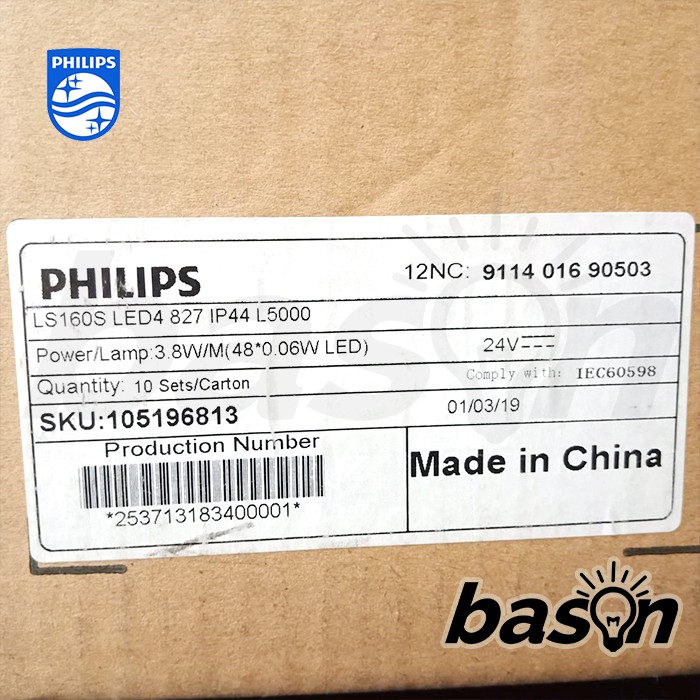 PHILIPS
PHILIPS
12NC: 9114 016 90503
LS160S LED4 827 IP44 L5000
Power/Lamp:3.8W/M(48*0.06W LED)
24V
Quantity: 10 Sets/Carton
Comply with: IEC60598
SKU:105196813
01/03/19
Production Number
*253713183400001*
Made in China
bason
bason